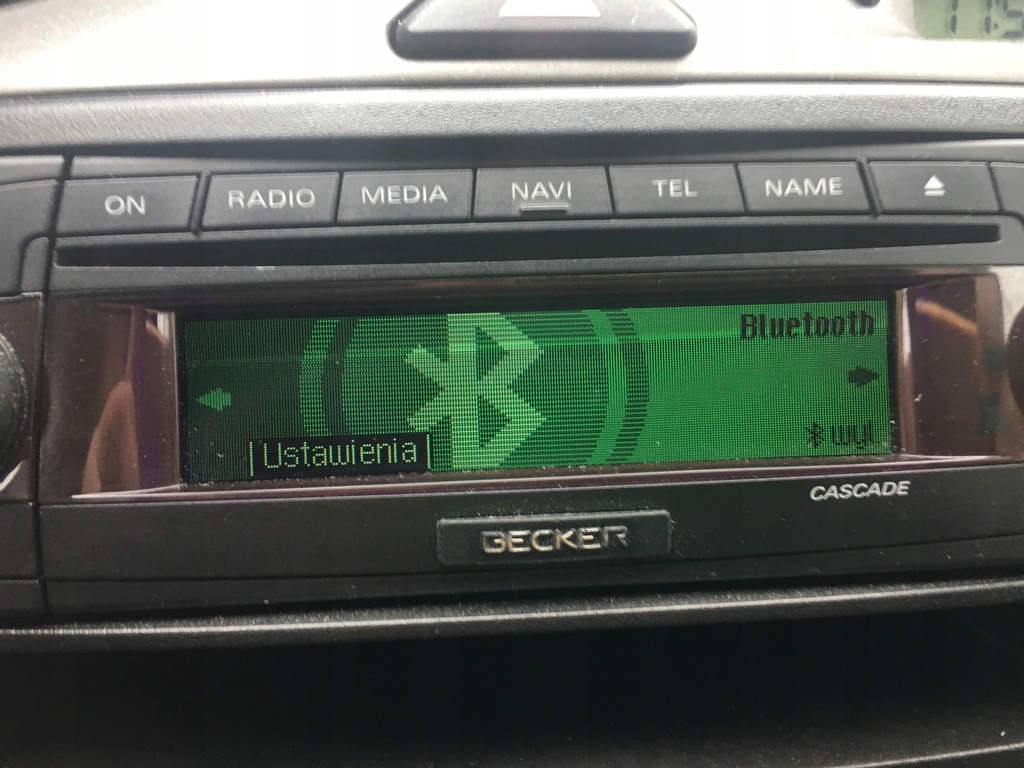 ON RADIO MEDIA NAVI TEL NAME
Bluetooth
Ustawienia
wył.
CASCADE
BECKER